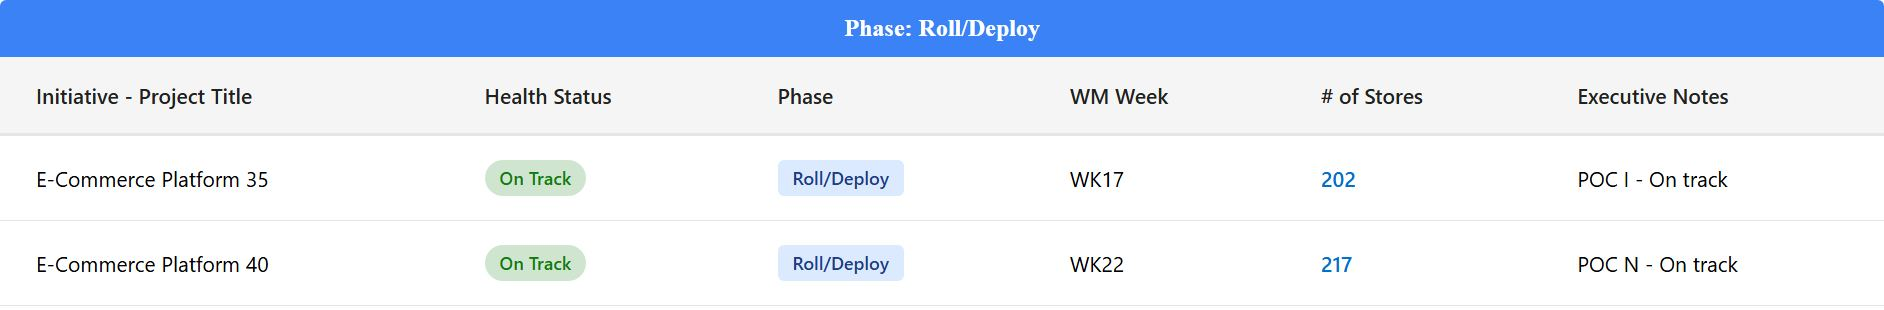 Phase: Roll/Deploy
Initiative - Project Title Health Status Phase WM Week # of Stores Executive Notes
E-Commerce Platform 35 On Track Roll/Deploy WK17 202 POC I - On track
E-Commerce Platform 40 On Track Roll/Deploy WK22 217 POC N - On track